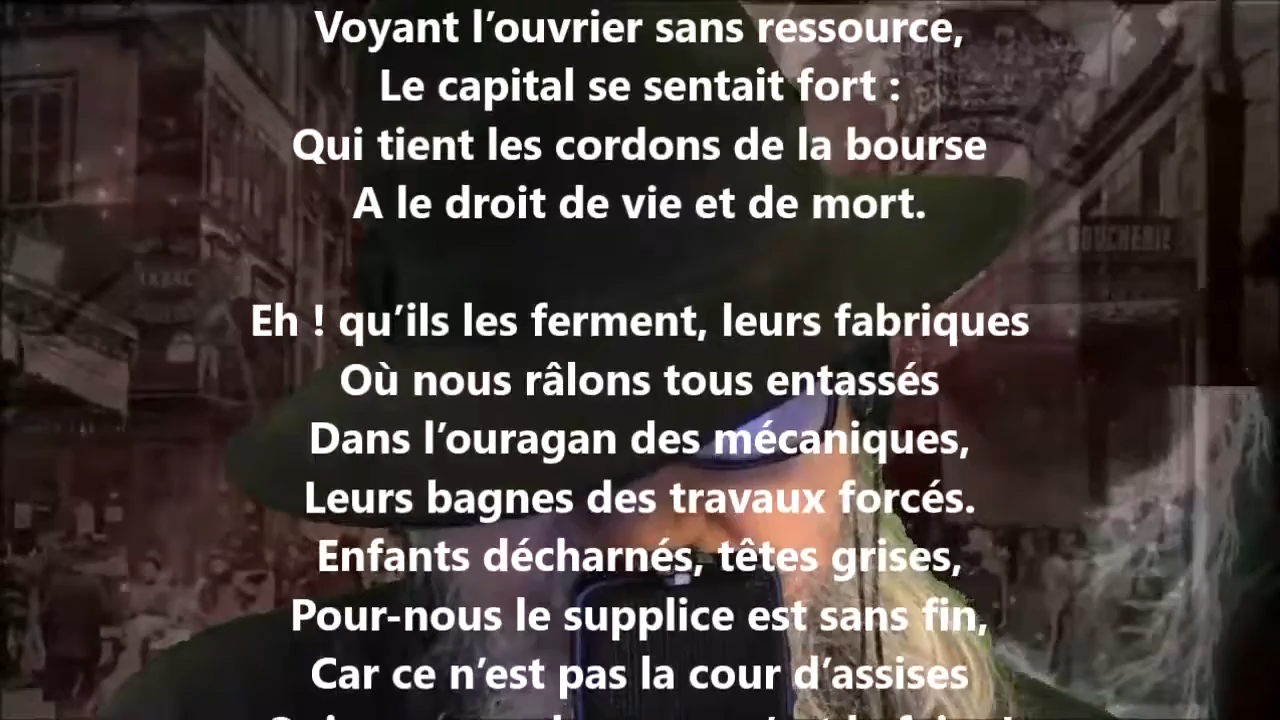 Voyant l’ouvrier sans ressource,
Le capital se sentait fort :
Qui tient les cordons de la bourse
A le droit de vie et de mort.
Eh ! qu’ils les ferment, leurs fabriques
Où nous râlons tous entassés
Dans l’ouragan des mécaniques,
Leurs bagnes des travaux forcés.
Enfants décharnés, têtes grises,
Pour-nous le supplice est sans fin,
Car ce n’est pas la cour d’assises
BOUCHERIE
TABAC